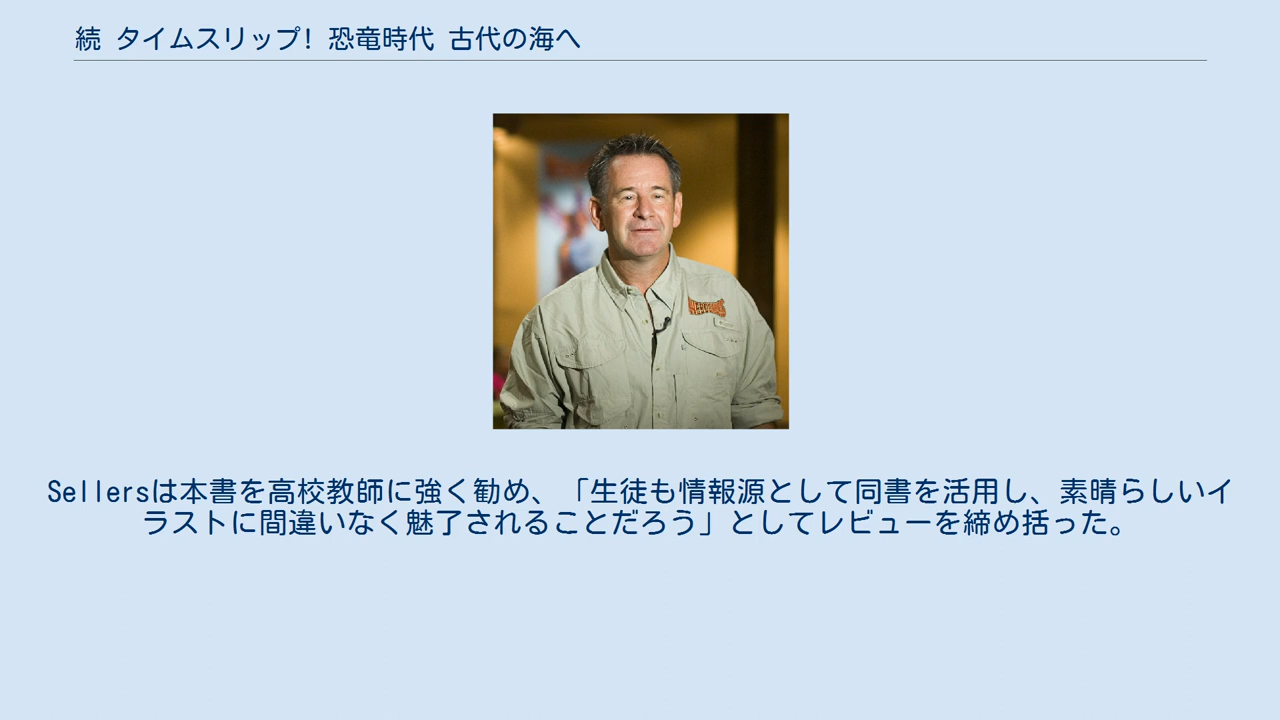 続 タイムスリップ! 恐竜時代 古代の海へ
Sellersは本書を高校教師に強く勧め、「生徒も情報源として同書を活用し、素晴らしいイ
ラストに間違いなく魅了されることだろう」としてレビューを締め括った。